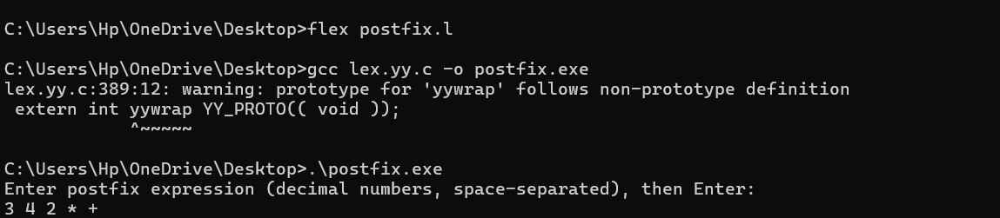 C:\Users\Hp\OneDrive\Desktop>flex postfix.l
C:\Users\Hp\OneDrive\Desktop>gcc lex.yy.c -o postfix.exe
lex.yy.c:389:12: warning: prototype for 'yywrap' follows non-prototype definition
 extern int yywrap YY_PROTO(( void ));
            ^~~~~~
C:\Users\Hp\OneDrive\Desktop>.\postfix.exe
Enter postfix expression (decimal numbers, space-separated), then Enter:
3 4 2 * +